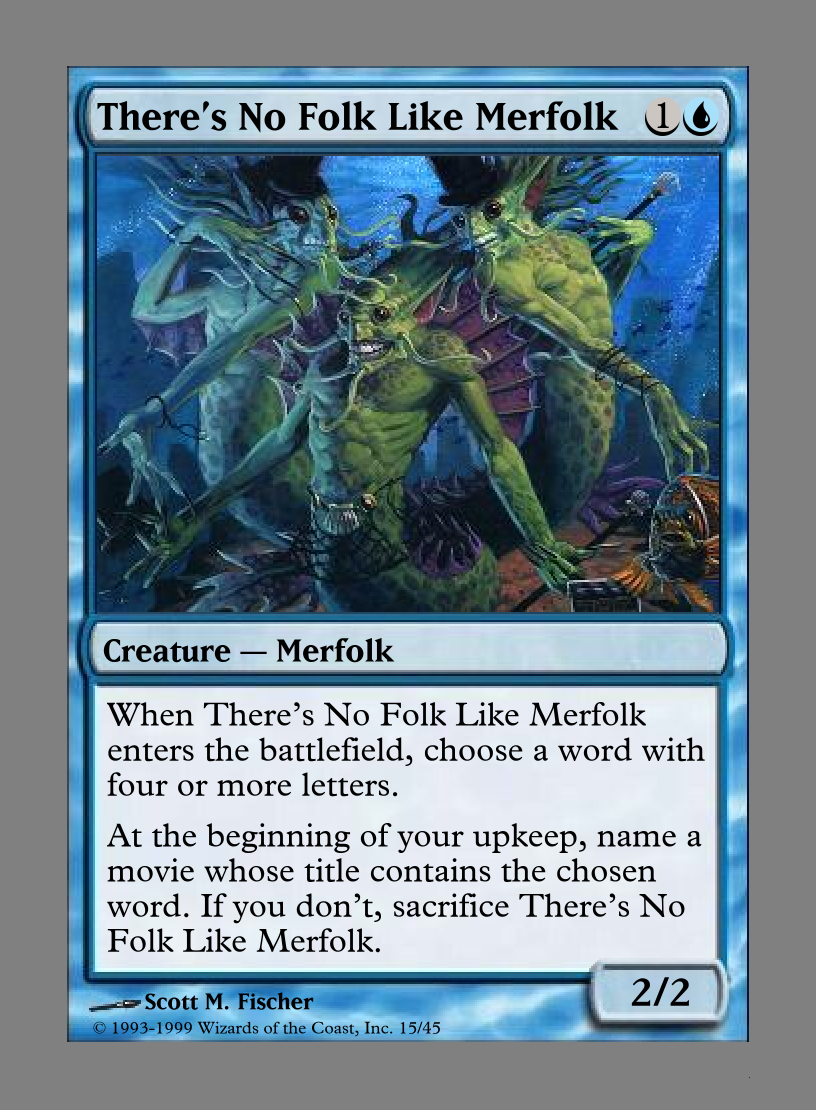 There's No Folk Like Merfolk 1
Creature — Merfolk
When There's No Folk Like Merfolk
enters the battlefield, choose a word with
four or more letters.
At the beginning of your upkeep, name a
movie whose title contains the chosen
word. If you don't, sacrifice There's No
Folk Like Merfolk.
2/2
Scott M. Fischer
© 1993-1999 Wizards of the Coast, Inc. 15/45